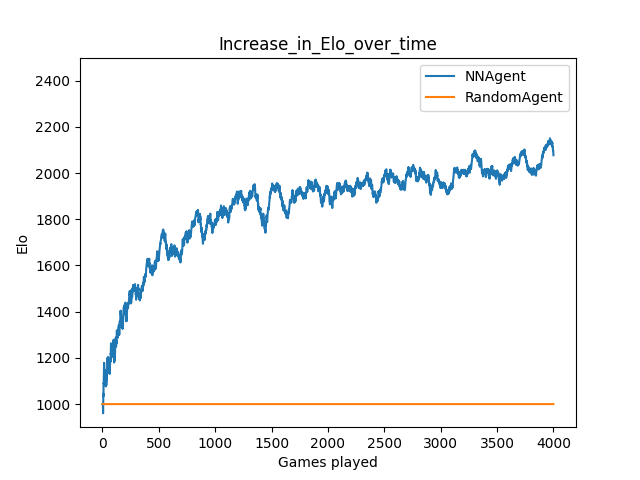 Increase_in_Elo_over_time
NNAgent
RandomAgent
2400
2200
2000
1800
1600
1400
1200
1000
Elo
0 500 1000 1500 2000 2500 3000 3500 4000
Games played